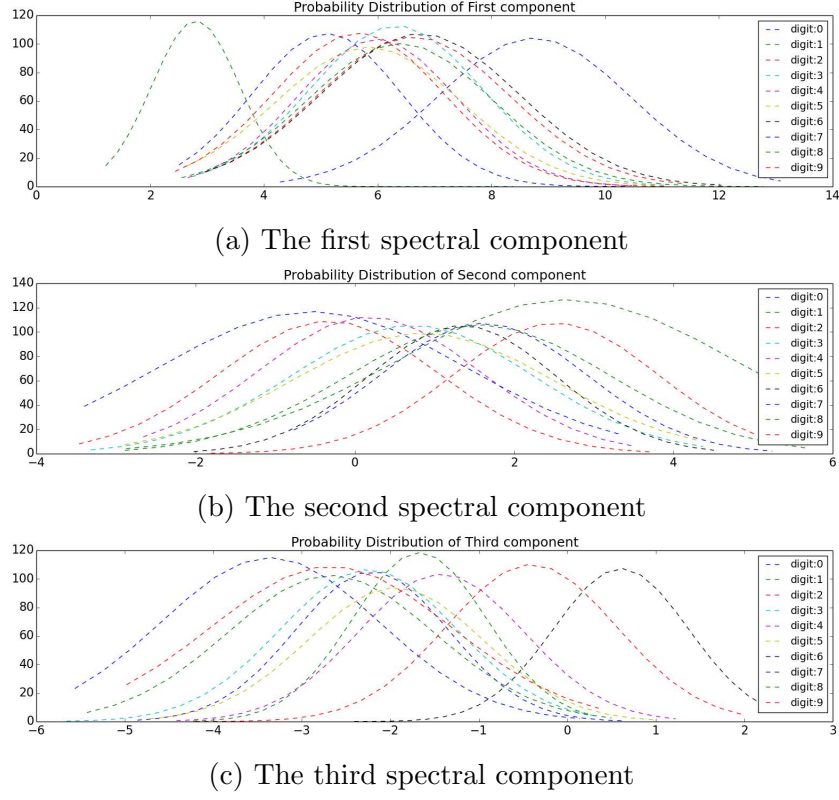 Probability Distribution of First component
120
100
80
60
40
20
0
0 2 4 6 8 10 12 14
digit:0
digit:1
digit:2
digit:3
digit:4
digit:5
digit:6
digit:7
digit:8
digit:9
(a) The first spectral component
Probability Distribution of Second component
140
120
100
80
60
40
20
0
−4 −2 0 2 4 6
digit:0
digit:1
digit:2
digit:3
digit:4
digit:5
digit:6
digit:7
digit:8
digit:9
(b) The second spectral component
Probability Distribution of Third component
120
100
80
60
40
20
0
−6 −5 −4 −3 −2 −1 0 1 2 3
digit:0
digit:1
digit:2
digit:3
digit:4
digit:5
digit:6
digit:7
digit:8
digit:9
(c) The third spectral component